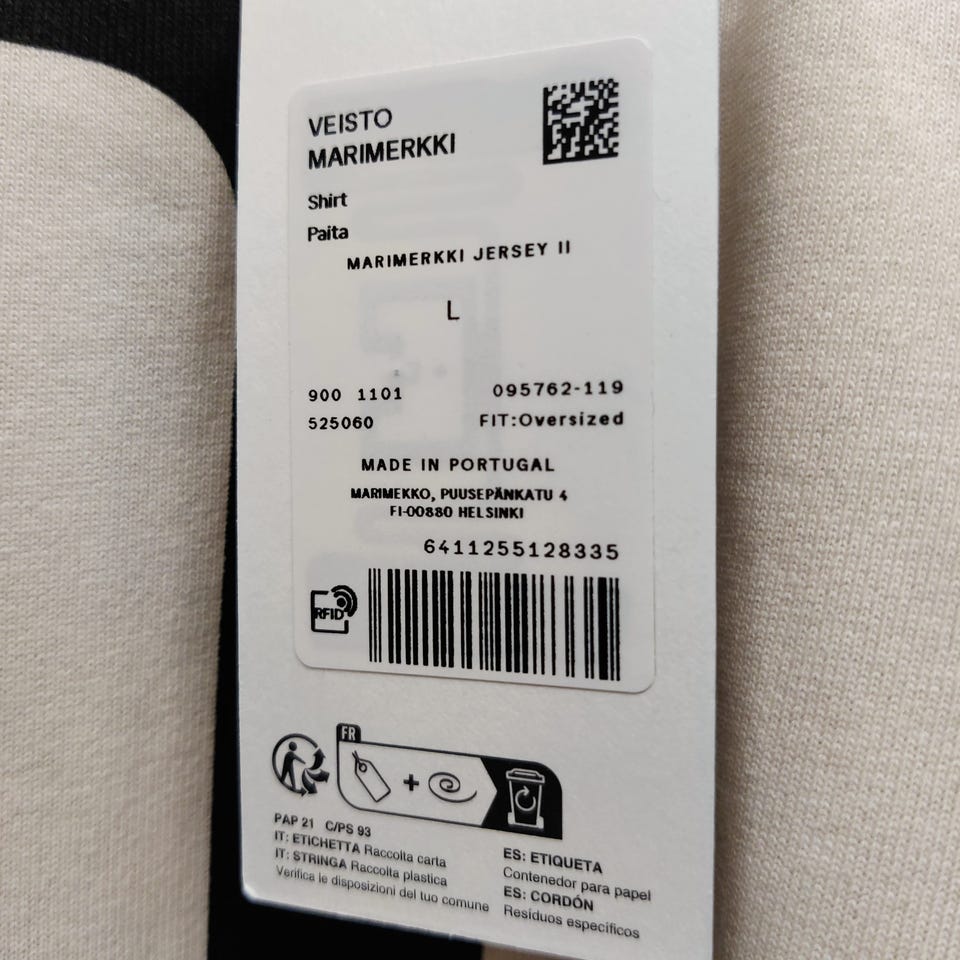 VEISTO
MARIMERKKI
Shirt
Paita
MARIMERKKI JERSEY II
L
900 1101 095762-119
525060 FIT:Oversized
MADE IN PORTUGAL
MARIMEKKO, PUUSEPÄNKATU 4
FI-00880 HELSINKI
6411255128335
RFID
FR
PAP 21 C/PS 93
IT: ETICHETTA Raccolta carta
IT: STRINGA Raccolta plastica
Verifica le disposizioni del tuo comune
ES: ETIQUETA
Contenedor para papel
ES: CORDÓN
Resíduos específicos